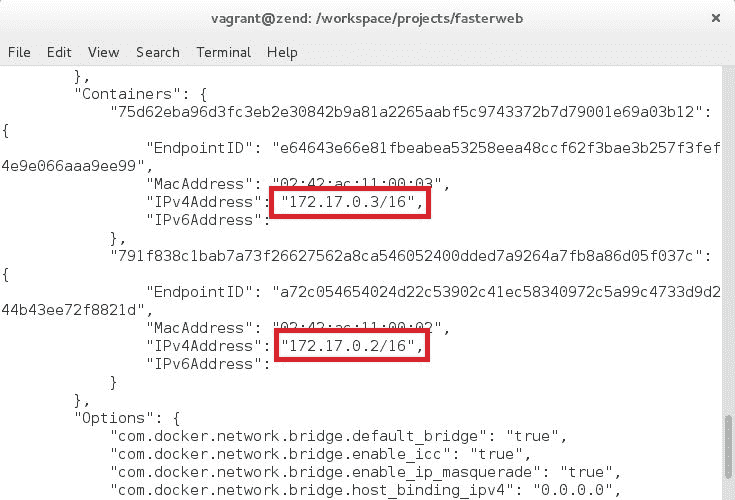 vagrant@zend: /workspace/projects/fasterweb ×
File Edit View Search Terminal Help
},
"Containers": {
"75d62eba96d3fc3eb2e30842b9a81a2265aabf5c9743372b7d79001e69a03b12":
{
"EndpointID": "e64643e66e81fbeabea53258eea48ccf62f3bae3b257f3fef
4e9e066aaa9ee99",
"MacAddress": "02:42:ac:11:00:03",
"IPv4Address": "172.17.0.3/16",
"IPv6Address":
},
"791f838c1bab7a73f26627562a8ca546052400dded7a9264a7fb8a86d05f037c":
{
"EndpointID": "a72c054654024d22c53902c41ec58340972c5a99c4733d9d2
44b43ee72f8821d",
"MacAddress": "02:42:ac:11:00:02",
"IPv4Address": "172.17.0.2/16",
"IPv6Address":
}
},
"Options": {
"com.docker.network.bridge.default_bridge": "true",
"com.docker.network.bridge.enable_icc": "true",
"com.docker.network.bridge.enable_ip_masquerade": "true",
"com.docker.network.bridge.host_binding_ipv4": "0.0.0.0",